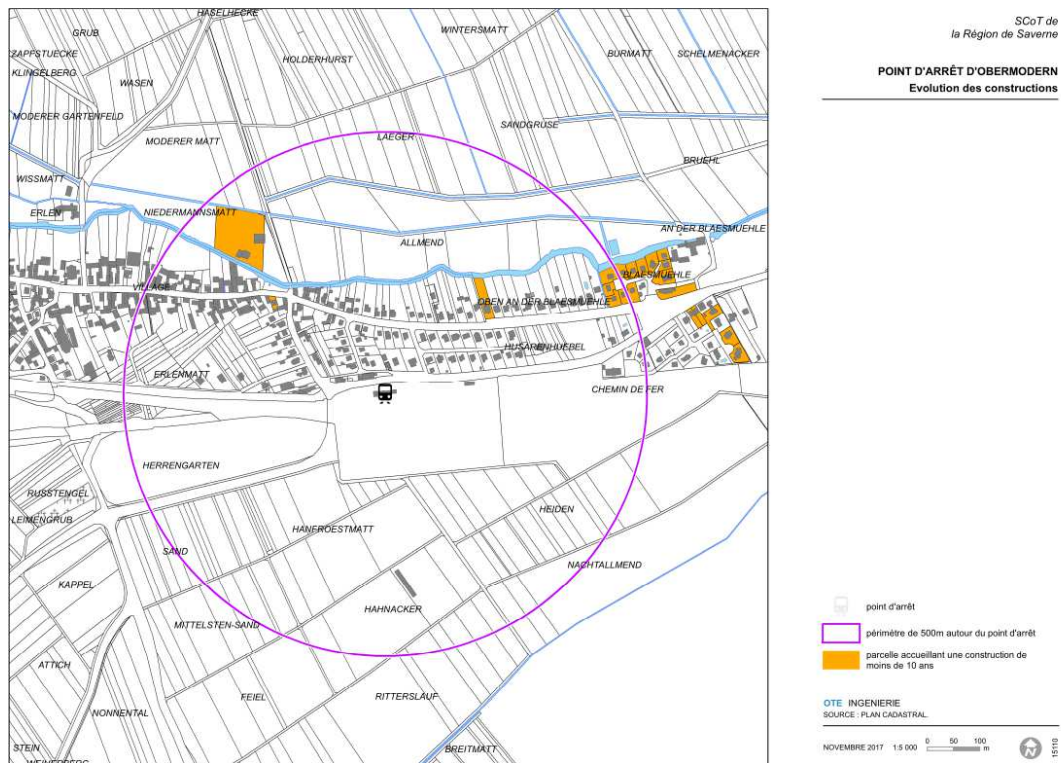 HASELHECKE
GRUB
WINTERSMATT
ZAPFSTUECKE
HOLDERHURST
BURMATT
SCHELMENACKER
KLINGELBERG
WASEN
MODERER GARTENFELD
SANDGRUSE
MODERER MATT
LAEGER
BRUEHL
WISSMATT
ERLEN
NIEDERMANNSMATT
AN DER BLAESMUEHLE
ALLMEND
BLAESMUEHLE
VILLAGE
OBEN AN DER BLAESMUEHLE
HUSARENHUEBEL
ERLENMATT
CHEMIN DE FER
HERRENGARTEN
RUSSTENGEL
LEIMENGRUB
HEIDEN
HANFROESTMATT
SAND
NACHTALLMEND
KAPPEL
HAHNACKER
MITTELSTEN-SAND
ATTICH
FEIEL
RITTERSLAUF
NONNENTAL
STEIN
BREITMATT
WEIHERBERG
SCoT de
la Région de Saverne
POINT D'ARRÊT D'OBERMODERN
Evolution des constructions
point d'arrêt
périmètre de 500m autour du point d'arrêt
parcelle accueillant une construction de
moins de 10 ans
OTE INGENIERIE
SOURCE : PLAN CADASTRAL
NOVEMBRE 2017 1:5 000 0 50 100 m
N
15110